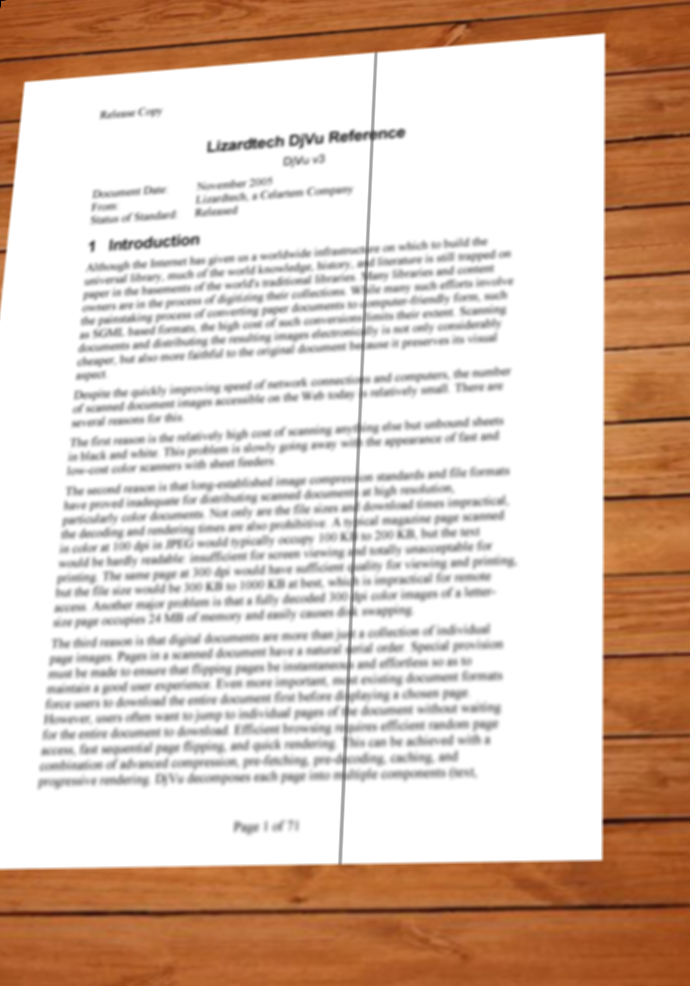 Release Copy
Lizardtech DjVu Reference
DjVu v3
Document Date: November 2005
From: Lizardtech, a Celartem Company
Status of Standard: Released
1 Introduction
Although the Internet has given us a worldwide infrastructure on which to build the
universal library, much of the world knowledge, history, and literature is still trapped on
paper in the basements of the world's traditional libraries. Many libraries and content
owners are in the process of digitizing their collections. While many such efforts involve
the painstaking process of converting paper documents to computer-friendly form, such
as SGML based formats, the high cost of such conversions limits their extent. Scanning
documents and distributing the resulting images electronically is not only considerably
cheaper, but also more faithful to the original document because it preserves its visual
aspect.
Despite the quickly improving speed of network connections and computers, the number
of scanned document images accessible on the Web today is relatively small. There are
several reasons for this.
The first reason is the relatively high cost of scanning anything else but unbound sheets
in black and white. This problem is slowly going away with the appearance of fast and
low-cost color scanners with sheet feeders.
The second reason is that long-established image compression standards and file formats
have proved inadequate for distributing scanned documents at high resolution,
particularly color documents. Not only are the file sizes and download times impractical,
the decoding and rendering times are also prohibitive. A typical magazine page scanned
in color at 100 dpi in JPEG would typically occupy 100 KB to 200 KB, but the text
would be hardly readable: insufficient for screen viewing and totally unacceptable for
printing. The same page at 300 dpi would have sufficient quality for viewing and printing,
but the file size would be 300 KB to 1000 KB at best, which is impractical for remote
access. Another major problem is that a fully decoded 300 dpi color images of a letter-
size page occupies 24 MB of memory and easily causes disk swapping.
The third reason is that digital documents are more than just a collection of individual
page images. Pages in a scanned document have a natural serial order. Special provision
must be made to ensure that flipping pages be instantaneous and effortless so as to
maintain a good user experience. Even more important, most existing document formats
force users to download the entire document first before displaying a chosen page.
However, users often want to jump to individual pages of the document without waiting
for the entire document to download. Efficient browsing requires efficient random page
access, fast sequential page flipping, and quick rendering. This can be achieved with a
combination of advanced compression, pre-fetching, pre-decoding, caching, and
progressive rendering. DjVu decomposes each page into multiple components (text,
Page 1 of 71